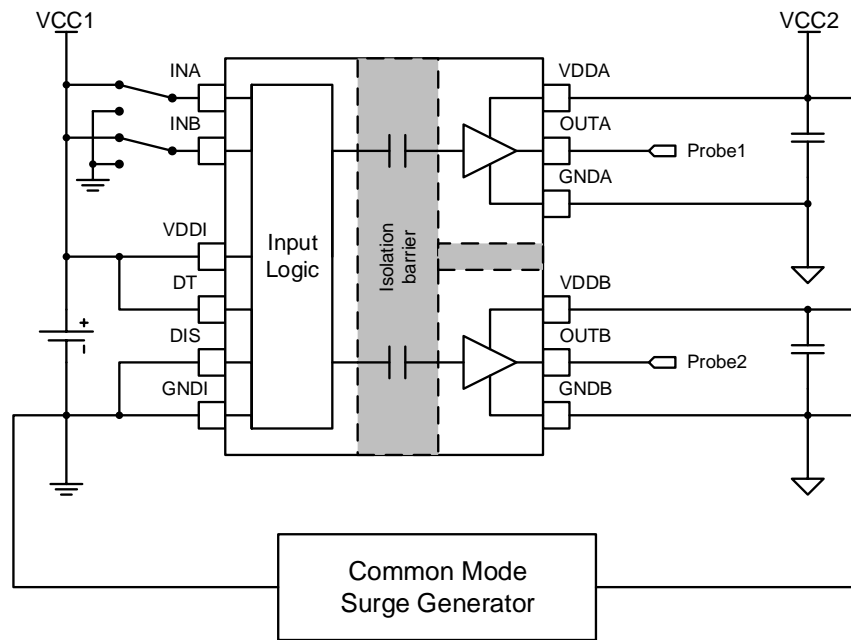 VCC1
VCC2
INA
VDDA
INB
OUTA
Probe1
GNDA
VDDI
Input
Logic
Isolation
barrier
DT
VDDB
DIS
OUTB
Probe2
+
-
GNDI
GNDB
Common Mode
Surge Generator